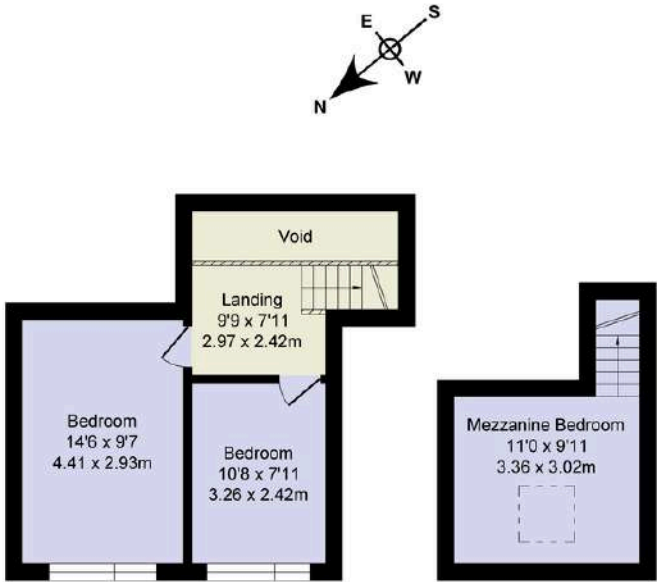 E
S
W
N
Void
Landing
9'9 x 7'11
2.97 x 2.42m
Bedroom
14'6 x 9'7
4.41 x 2.93m
Bedroom
10'8 x 7'11
3.26 x 2.42m
Mezzanine Bedroom
11'0 x 9'11
3.36 x 3.02m